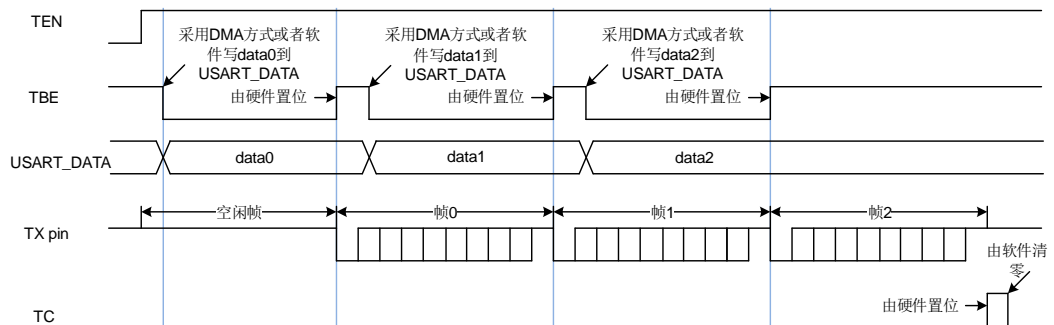 TEN
采用DMA方式或者软
件写data0到
USART_DATA
采用DMA方式或者软
件写data1到
USART_DATA
采用DMA方式或者软
件写data2到
USART_DATA
TBE
由硬件置位
由硬件置位
由硬件置位
USART_DATA
data0
data1
data2
空闲帧
帧0
帧1
帧2
TX pin
由软件清
零
由硬件置位
TC